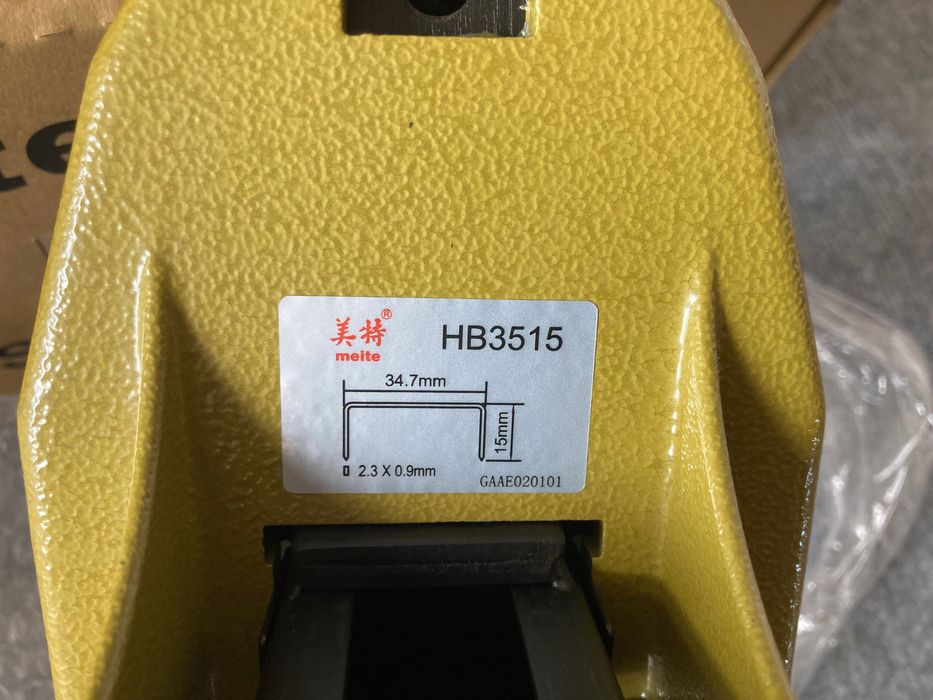 美特®
meite
HB3515
34.7mm
15mm
2.3 X 0.9mm
GAAE020101